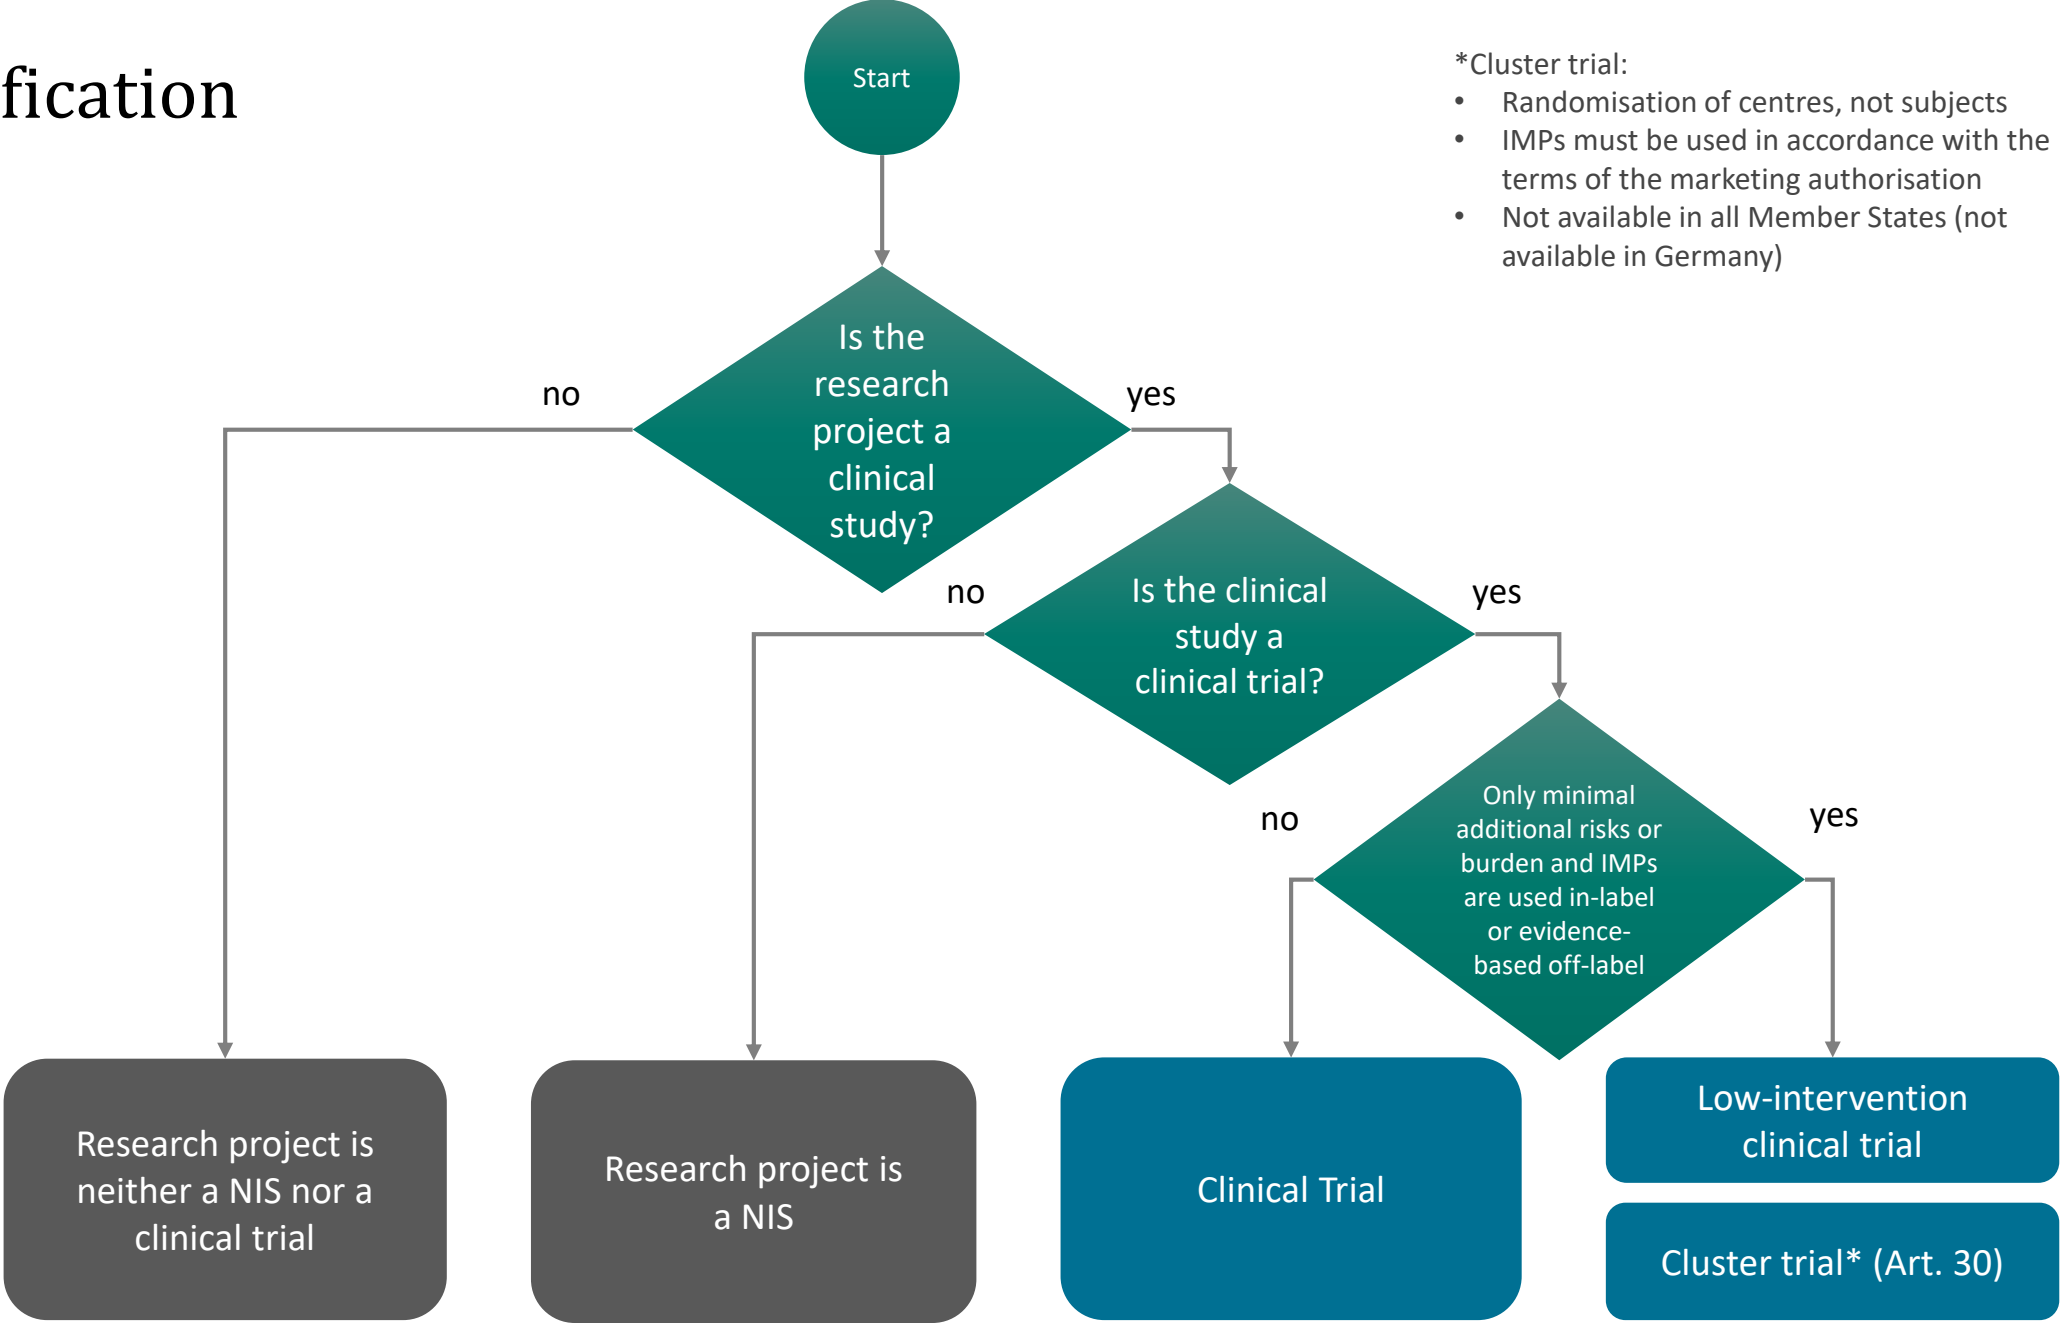 fication
Start
*Cluster trial:
• Randomisation of centres, not subjects
• IMPs must be used in accordance with the
terms of the marketing authorisation
• Not available in all Member States (not
available in Germany)
Is the
research
project a
clinical
study?
no
yes
Is the clinical
study a
clinical trial?
no
yes
Only minimal
additional risks or
burden and IMPs
are used in-label
or evidence-
based off-label
no
yes
Research project is
neither a NIS nor a
clinical trial
Research project is
a NIS
Clinical Trial
Low-intervention
clinical trial
Cluster trial* (Art. 30)